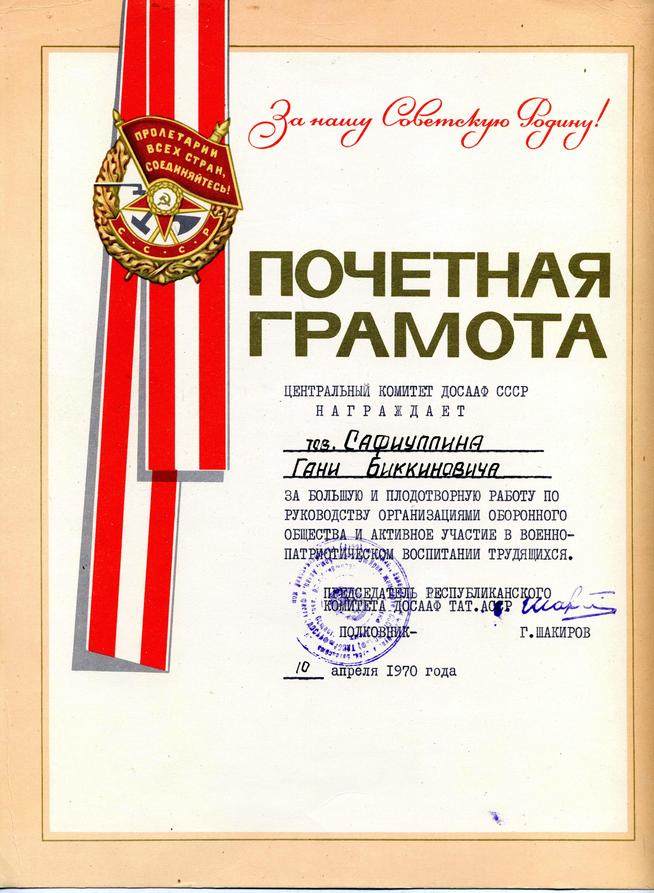 За нашу Советскую Родину!
ПРОЛЕТАРИИ
ВСЕХ СТРАН,
СОЕДИНЯЙТЕСЬ!
С·С·С·Р
ПОЧЕТНАЯ
ГРАМОТА
ЦЕНТРАЛЬНЫЙ КОМИТЕТ ДОСААФ СССР
НАГРАЖДАЕТ
тов. Сафиуллина
Гани Биккиновича
ЗА БОЛЬШУЮ И ПЛОДОТВОРНУЮ РАБОТУ ПО
РУКОВОДСТВУ ОРГАНИЗАЦИЯМИ ОБОРОННОГО
ОБЩЕСТВА И АКТИВНОЕ УЧАСТИЕ В ВОЕННО-
ПАТРИОТИЧЕСКОМ ВОСПИТАНИИ ТРУДЯЩИХСЯ.
ПРЕДСЕДАТЕЛЬ РЕСПУБЛИКАНСКОГО
КОМИТЕТА ДОСААФ ТАТ.АССР
ПОЛКОВНИК- Г.ШАКИРОВ
10 апреля 1970 года